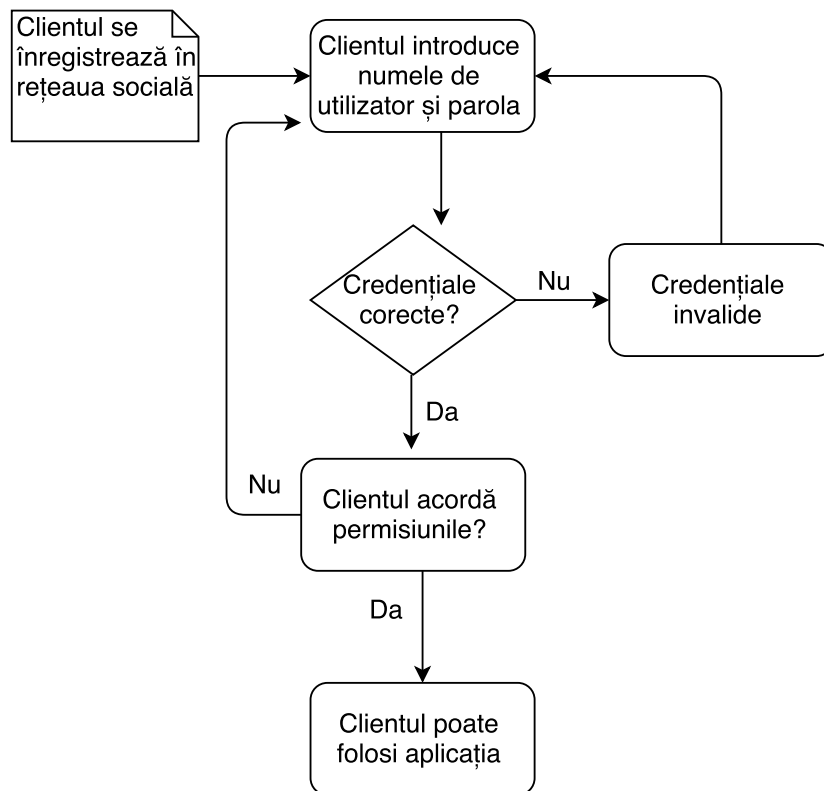 Clientul se
înregistrează în
rețeaua socială
Clientul introduce
numele de
utilizator și parola
Credențiale
corecte?
Nu
Credențiale
invalide
Da
Nu
Clientul acordă
permisiunile?
Da
Clientul poate
folosi aplicația